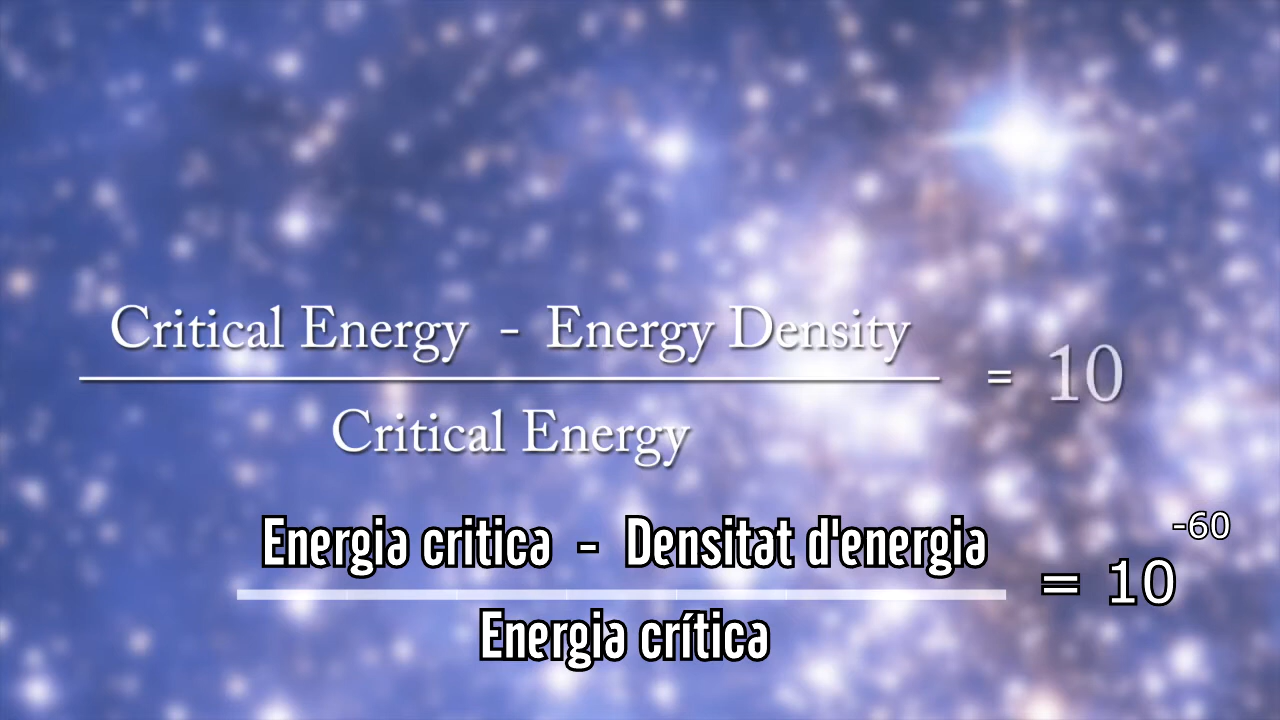 Critical Energy - Energy Density
= 10
Critical Energy
Energia critica - Densitat d'energia
= 10-60
Energia crítica